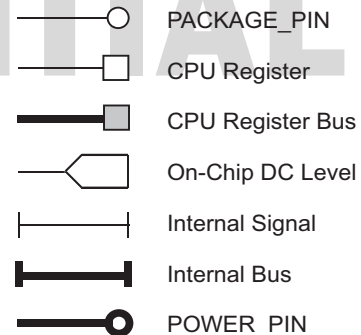 PACKAGE_PIN
CPU Register
CPU Register Bus
On-Chip DC Level
Internal Signal
Internal Bus
POWER_PIN